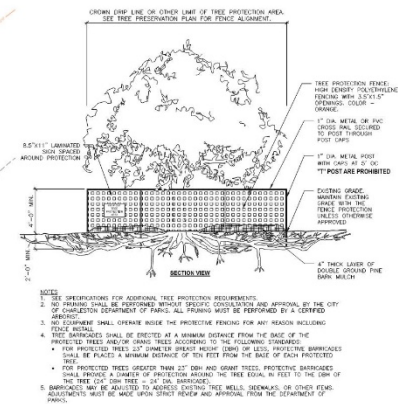 CROWN DRIP LINE OR OTHER LIMIT OF TREE PROTECTION AREA.
SEE TREE PRESERVATION PLAN FOR FENCE ALIGNMENT.
TREE PROTECTION FENCE:
HIGH DENSITY POLYETHYLENE
FENCING WITH 3.5"X1.5"
OPENINGS. COLOR -
ORANGE.
1" DIA. METAL OR PVC
CROSS RAIL SECURED
TO POST THROUGH
POST CAPS
8.5"x11" LAMINATED
SIGN SPACED
AROUND PROTECTION
1" DIA. METAL POST
WITH CAPS AT 5' OC
"T" POST ARE PROHIBITED
EXISTING GRADE.
MAINTAIN EXISTING
GRADE WITH THE
FENCE PROTECTION
UNLESS OTHERWISE
APPROVED
4'-0" MIN.
2'-0" MIN.
4" THICK LAYER OF
DOUBLE GROUND PINE
BARK MULCH.
SECTION VIEW
NOTES
1. SEE SPECIFICATIONS FOR ADDITIONAL TREE PROTECTION REQUIREMENTS.
2. NO PRUNING SHALL BE PERFORMED WITHOUT SPECIFIC CONSULTATION AND APPROVAL BY THE CITY
OF CHARLESTON DEPARTMENT OF PARKS. ALL PRUNING MUST BE PERFORMED BY A CERTIFIED
ARBORIST.
3. NO EQUIPMENT SHALL OPERATE INSIDE THE PROTECTIVE FENCING FOR ANY REASON INCLUDING
FENCE INSTALL
4. TREE BARRICADES SHALL BE ERECTED AT A MINIMUM DISTANCE FROM THE BASE OF THE
PROTECTED TREES AND/OR GRAND TREES ACCORDING TO THE FOLLOWING STANDARDS:
• FOR PROTECTED TREES 23" DIAMETER BREAST HEIGHT (DBH) OR LESS, PROTECTIVE BARRICADES
SHALL BE PLACED A MINIMUM DISTANCE OF TEN FEET FROM THE BASE OF EACH PROTECTED
TREE.
• FOR PROTECTED TREES GREATER THAN 23" DBH AND GRANT TREES, PROTECTIVE BARRICADES
SHALL PROVIDE A DIAMETER OF PROTECTION AROUND THE TREE EQUAL IN FEET TO THE DBH OF
THE TREE (24" DBH TREE = 24' DIA. BARRICADE).
5. BARRICADES MAY BE ADJUSTED TO ADDRESS EXISTING TREE WELLS, SIDEWALKS, OR OTHER ITEMS.
ADJUSTMENTS MUST BE MADE UPON STRICT REVIEW AND APPROVAL FROM THE DEPARTMENT OF
PARKS.